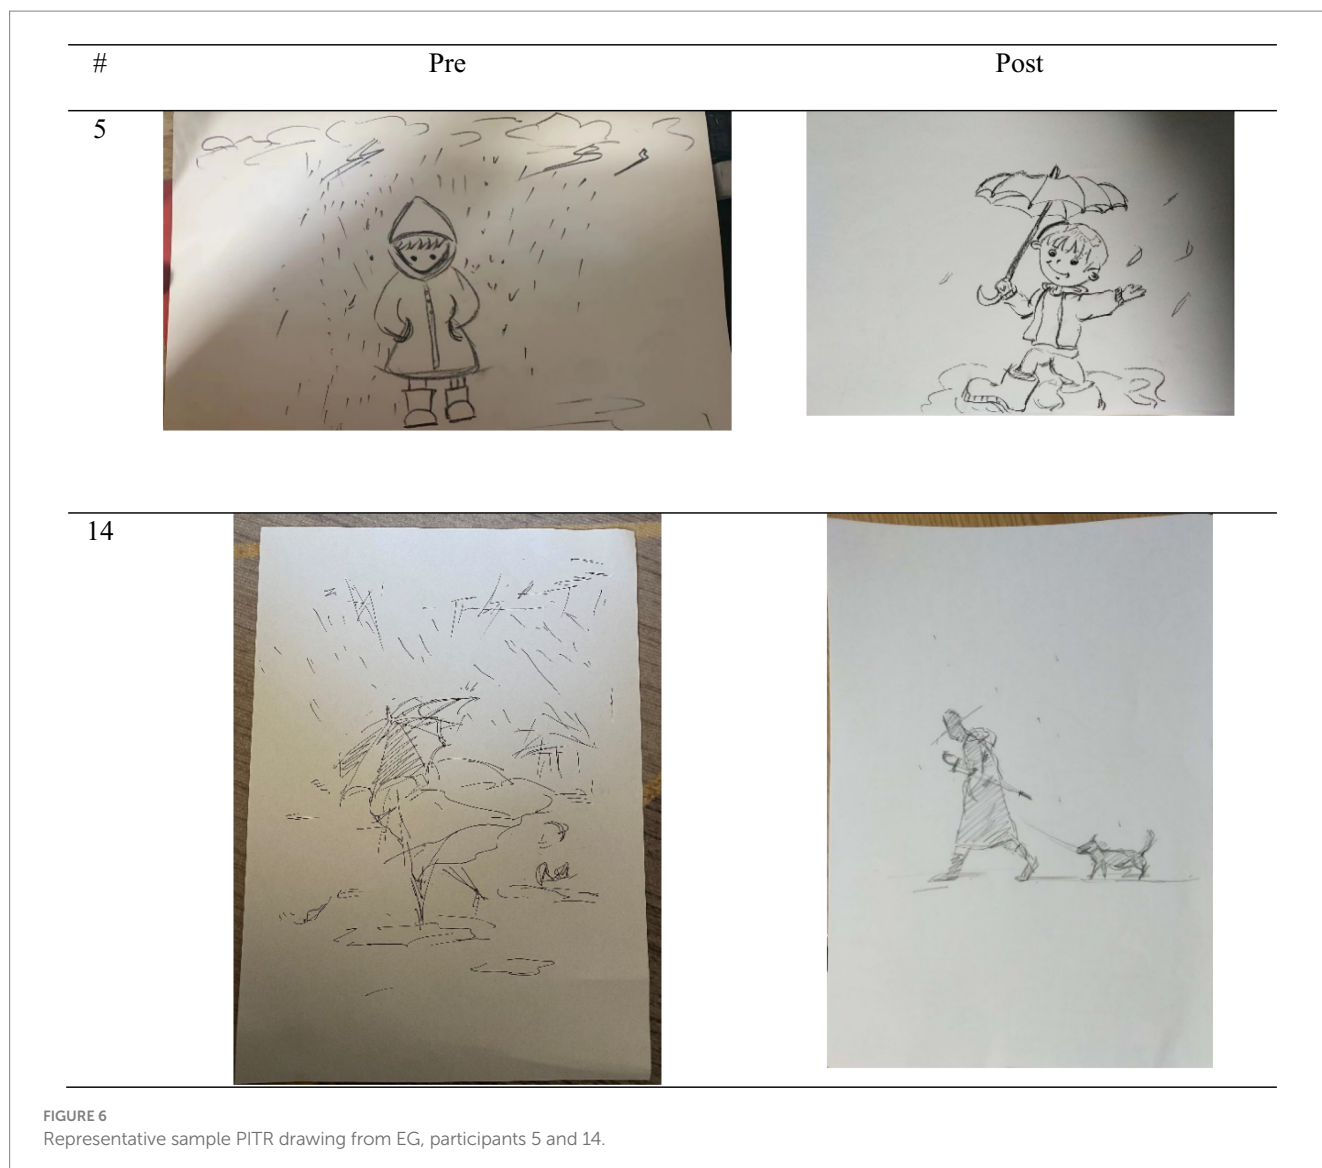 # Pre Post
5
14
FIGURE 6
Representative sample PITR drawing from EG, participants 5 and 14.